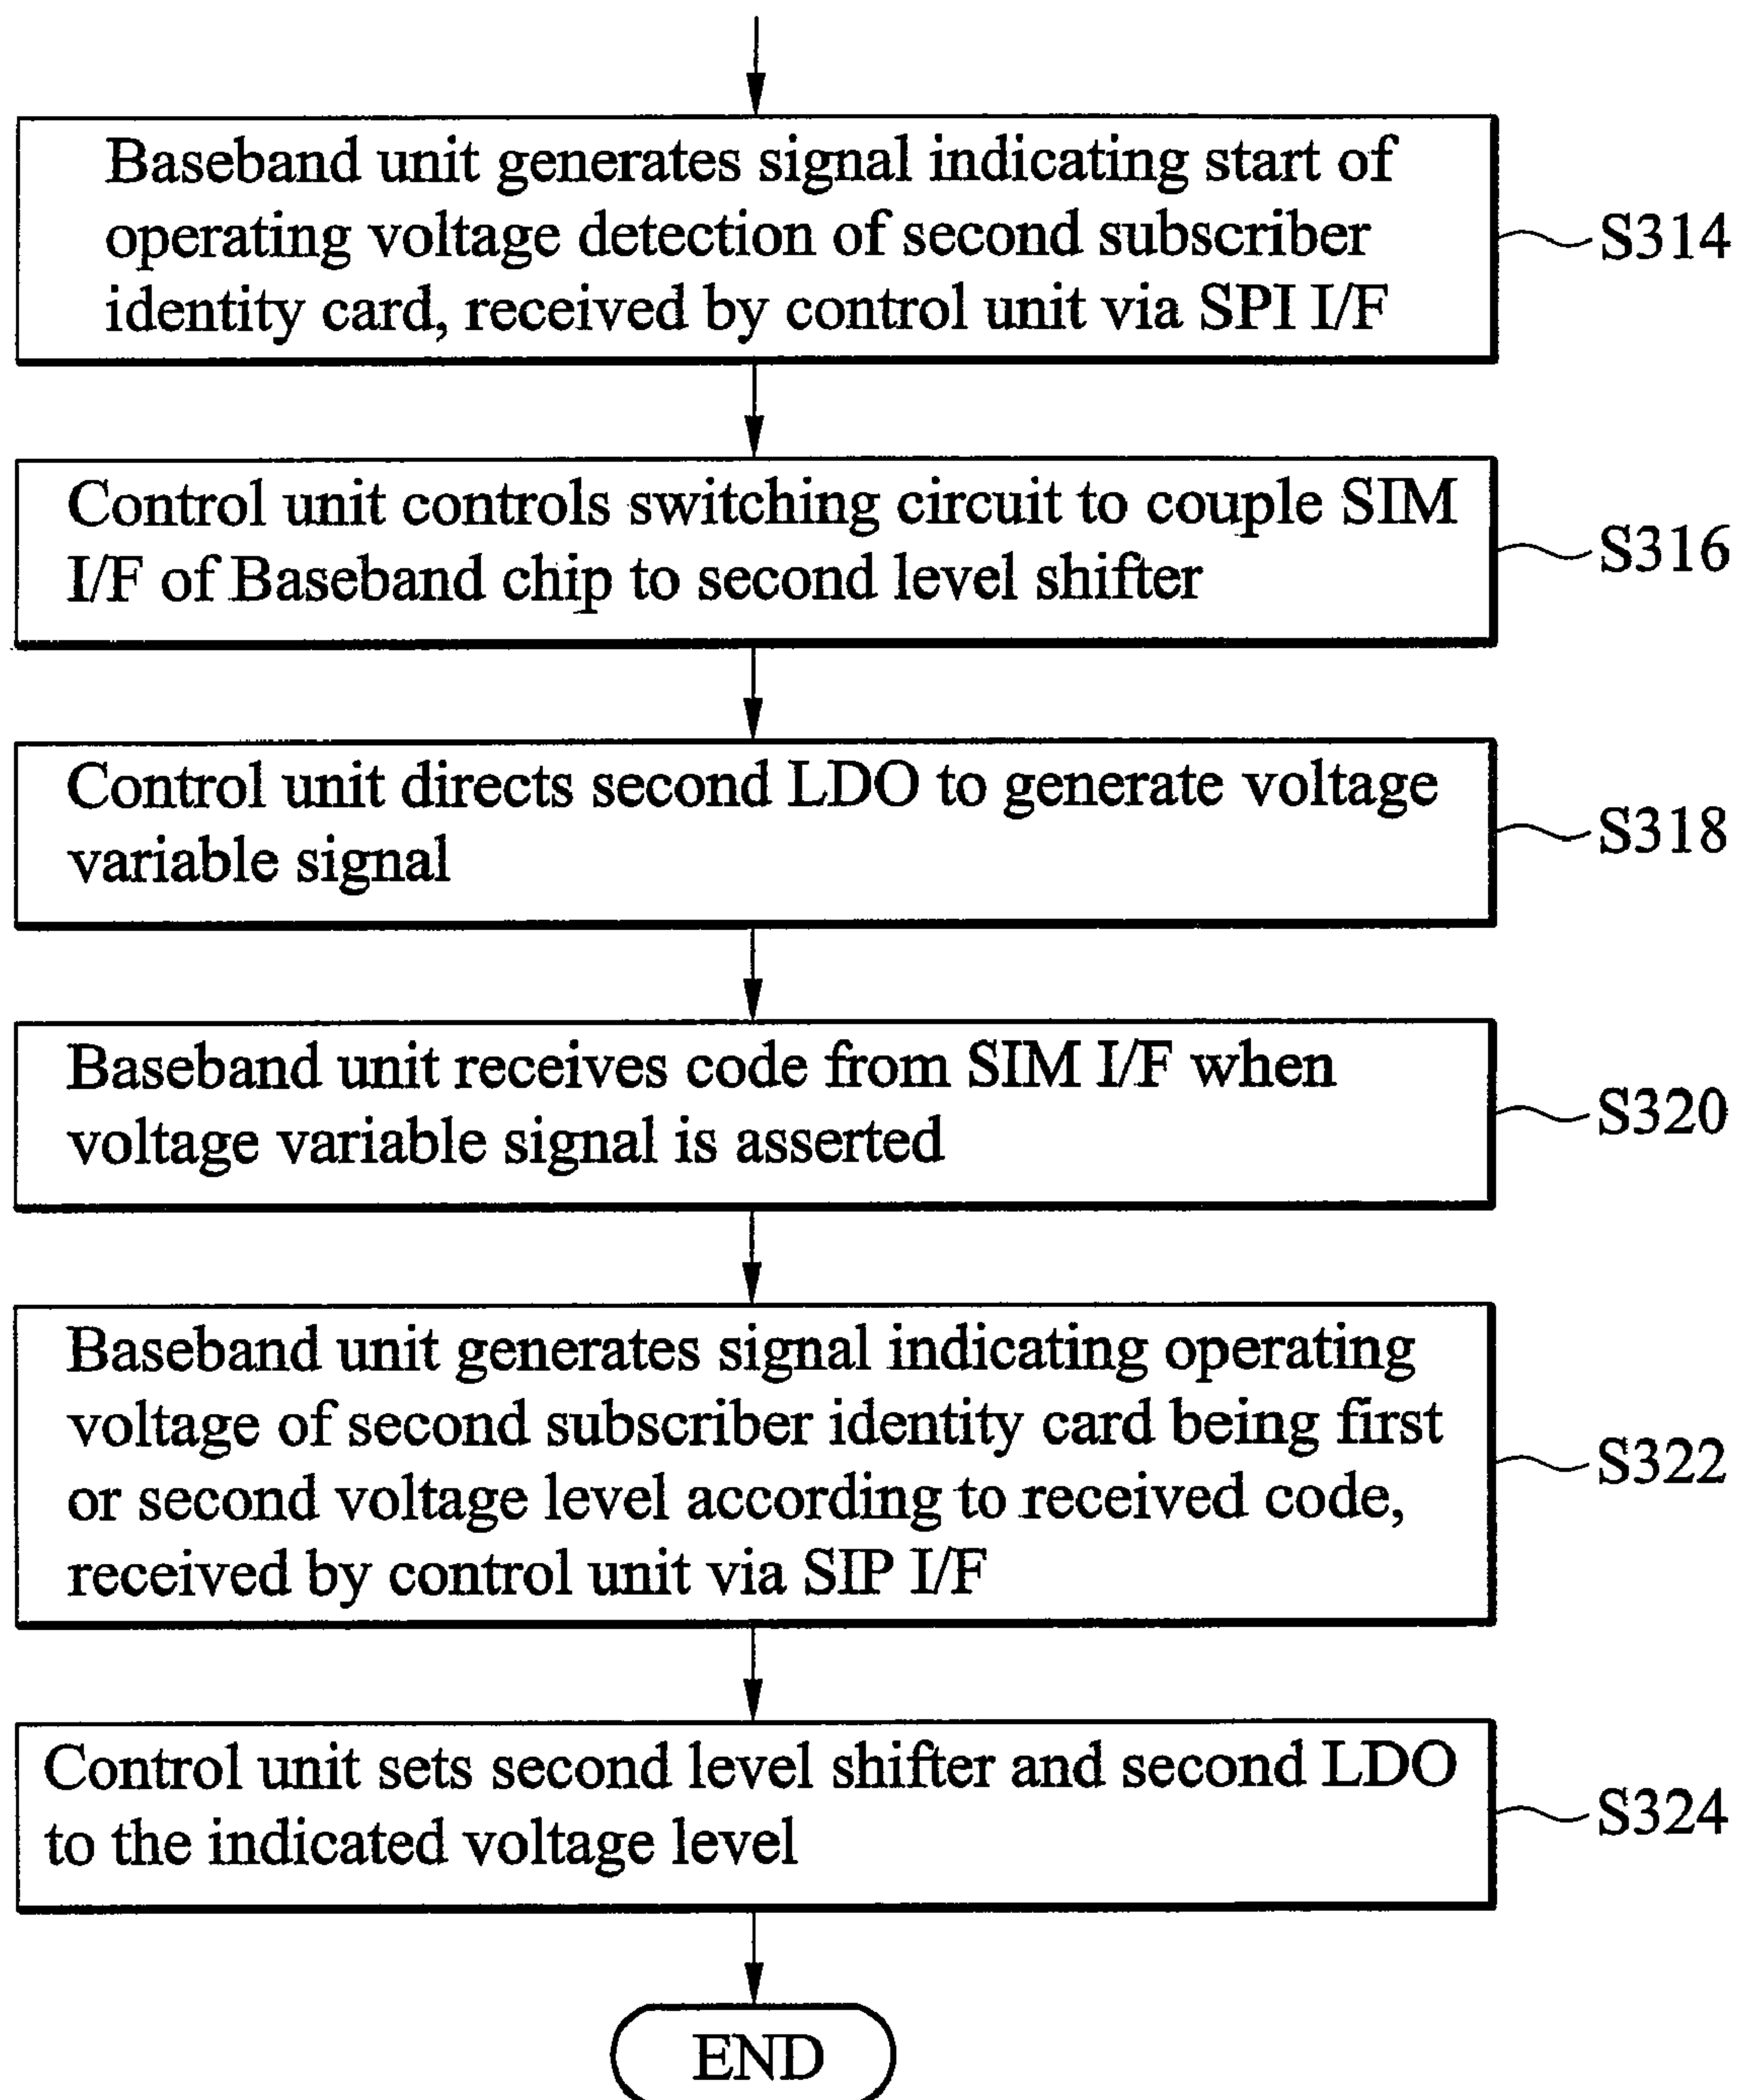 Baseband unit generates signal indicating start of
operating voltage detection of second subscriber
identity card, received by control unit via SPI I/F
S314
Control unit controls switching circuit to couple SIM
I/F of Baseband chip to second level shifter
S316
Control unit directs second LDO to generate voltage
variable signal
S318
Baseband unit receives code from SIM I/F when
voltage variable signal is asserted
S320
Baseband unit generates signal indicating operating
voltage of second subscriber identity card being first
or second voltage level according to received code,
received by control unit via SIP I/F
S322
Control unit sets second level shifter and second LDO
to the indicated voltage level
S324
END